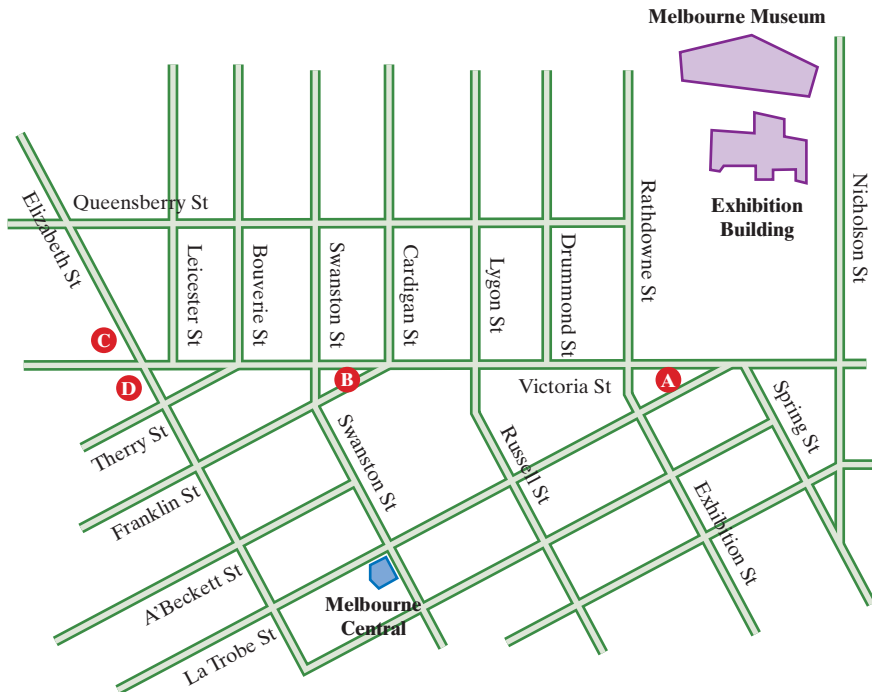 Melbourne Museum
Exhibition
Building
Nicholson St
Rathdowne St
Queensberry St
Elizabeth St
Leicester St
Bouverie St
Swanston St
Cardigan St
Lygon St
Drummond St
C
D
B
A
Victoria St
Spring St
Therry St
Franklin St
Swanston St
Russell St
Exhibition St
A'Beckett St
La Trobe St
Melbourne
Central